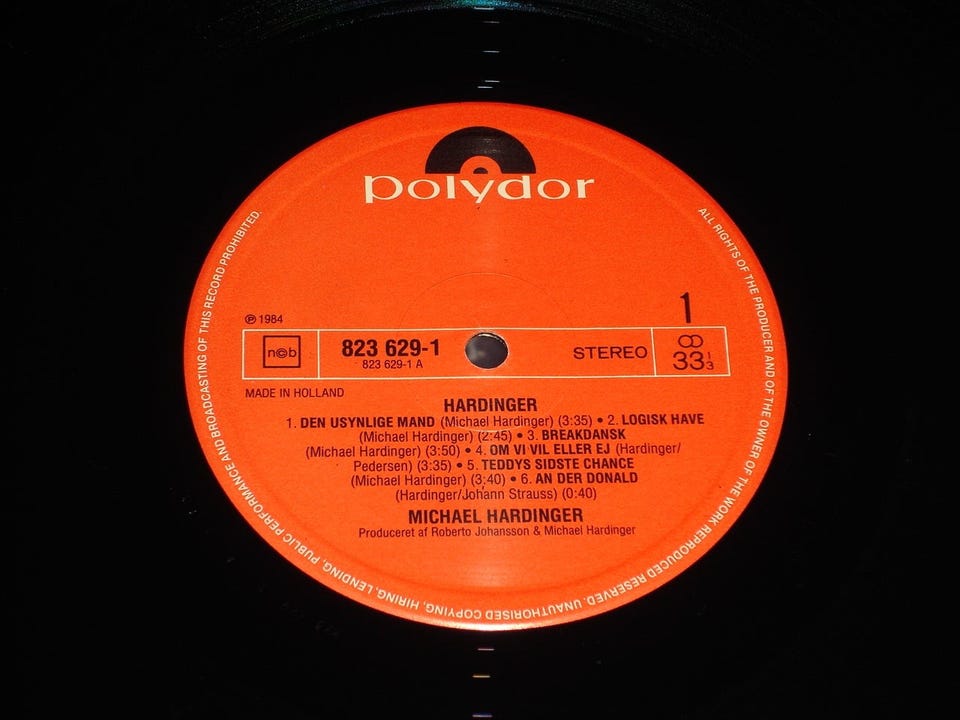 polydor
℗ 1984
1
n©b
823 629-1
823 629-1 A
STEREO
33 1/3
MADE IN HOLLAND
HARDINGER
1. DEN USYNLIGE MAND (Michael Hardinger) (3:35) • 2. LOGISK HAVE
(Michael Hardinger) (2:45) • 3. BREAKDANSK
(Michael Hardinger) (3:50) • 4. OM VI VIL ELLER EJ (Hardinger/
Pedersen) (3:35) • 5. TEDDYS SIDSTE CHANCE
(Michael Hardinger) (3:40) • 6. AN DER DONALD
(Hardinger/Johann Strauss) (0:40)
MICHAEL HARDINGER
Produceret af Roberto Johansson & Michael Hardinger
ALL RIGHTS OF THE PRODUCER AND OF THE OWNER OF THE WORK REPRODUCED RESERVED. UNAUTHORISED COPYING, HIRING, LENDING, PUBLIC PERFORMANCE AND BROADCASTING OF THIS RECORD PROHIBITED.